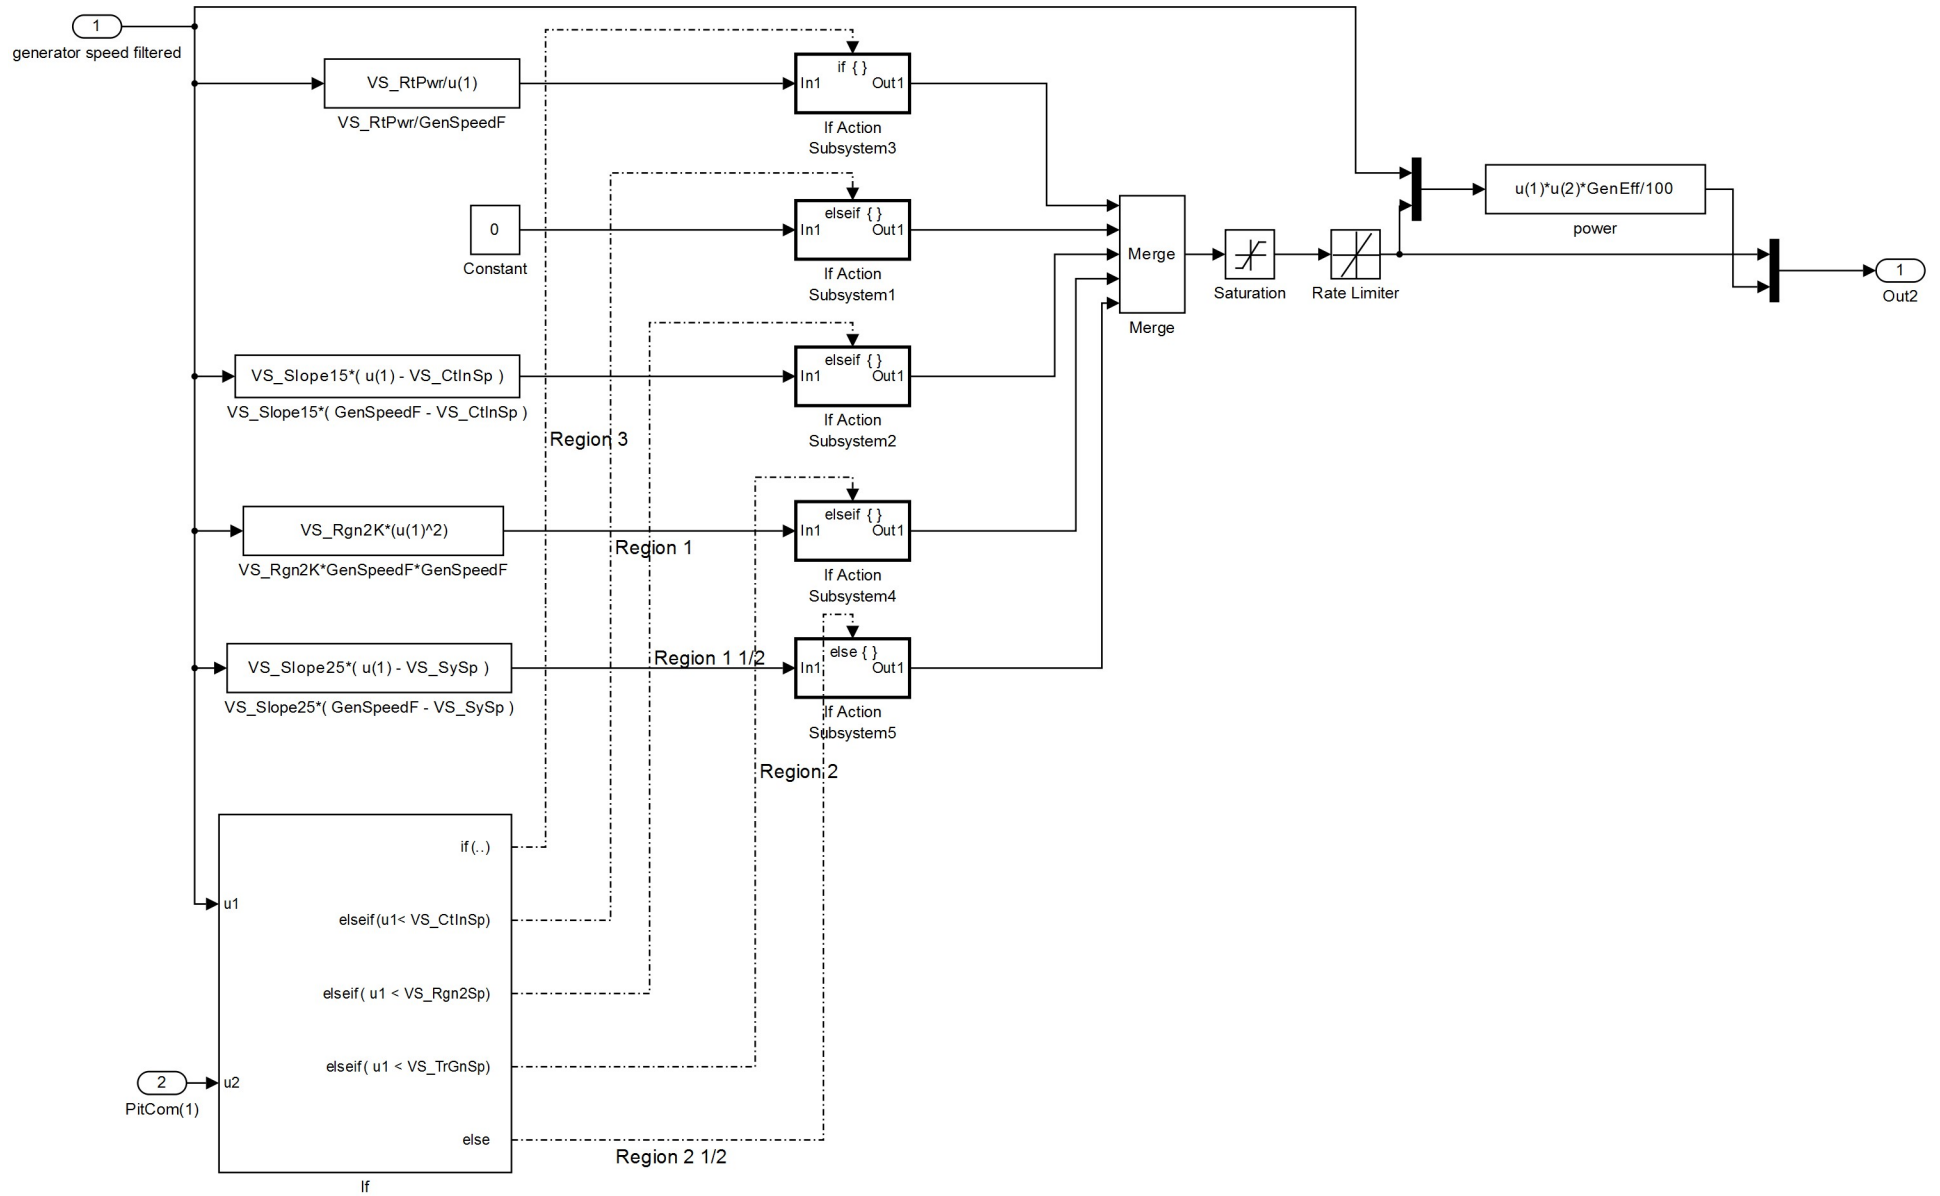 1
generator speed filtered
VS_RtPwr/u(1)
VS_RtPwr/GenSpeedF
if { }
In1
Out1
If Action
Subsystem3
0
Constant
elseif { }
In1
Out1
If Action
Subsystem1
VS_Slope15*( u(1) - VS_CtInSp )
VS_Slope15*( GenSpeedF - VS_CtInSp )
elseif { }
In1
Out1
If Action
Subsystem2
Region 3
VS_Rgn2K*(u(1)^2)
VS_Rgn2K*GenSpeedF*GenSpeedF
elseif { }
In1
Out1
If Action
Subsystem4
Region 1
VS_Slope25*( u(1) - VS_SySp )
VS_Slope25*( GenSpeedF - VS_SySp )
Region 1 1/2
else { }
In1
Out1
If Action
Subsystem5
Region 2
Merge
Merge
Saturation
Rate Limiter
u(1)*u(2)*GenEff/100
power
1
Out2
u1
u2
if(..)
elseif(u1< VS_CtInSp)
elseif( u1 < VS_Rgn2Sp)
elseif( u1 < VS_TrGnSp)
else
2
PitCom(1)
Region 2 1/2
If